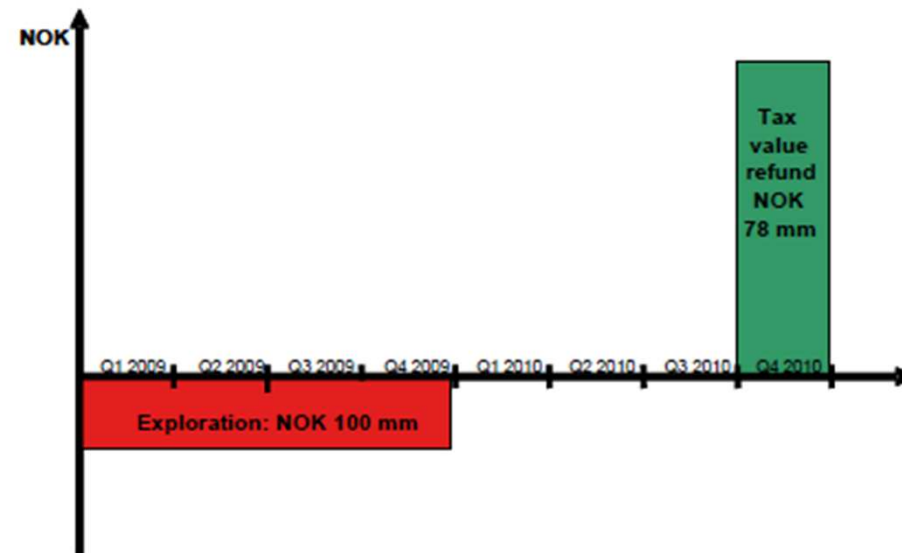 NOK
Tax
value
refund
NOK
78 mm
Q1 2009 Q2 2009 Q3 2009 Q4 2009 Q1 2010 Q2 2010 Q3 2010 Q4 2010
Exploration: NOK 100 mm